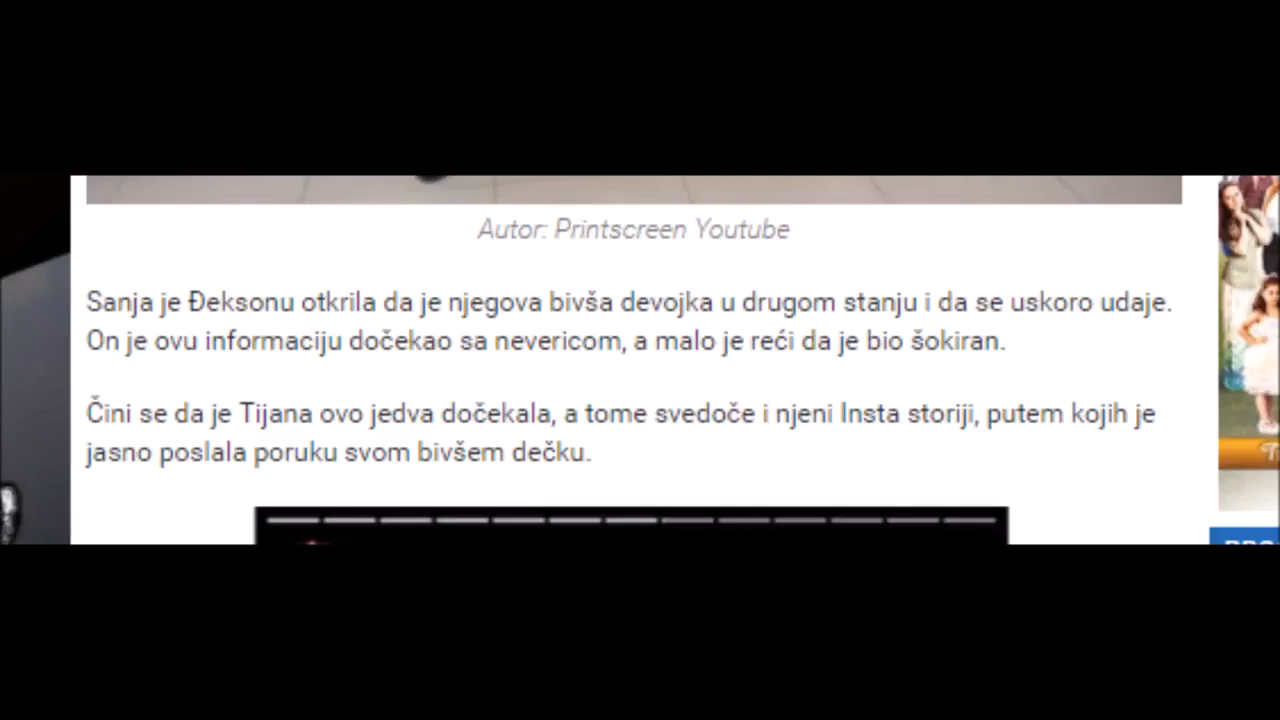 Autor: Printscreen Youtube
Sanja je Đeksonu otkrila da je njegova bivša devojka u drugom stanju i da se uskoro udaje.
On je ovu informaciju dočekao sa nevericom, a malo je reći da je bio šokiran.
Čini se da je Tijana ovo jedva dočekala, a tome svedoče i njeni Insta storiji, putem kojih je
jasno poslala poruku svom bivšem dečku.